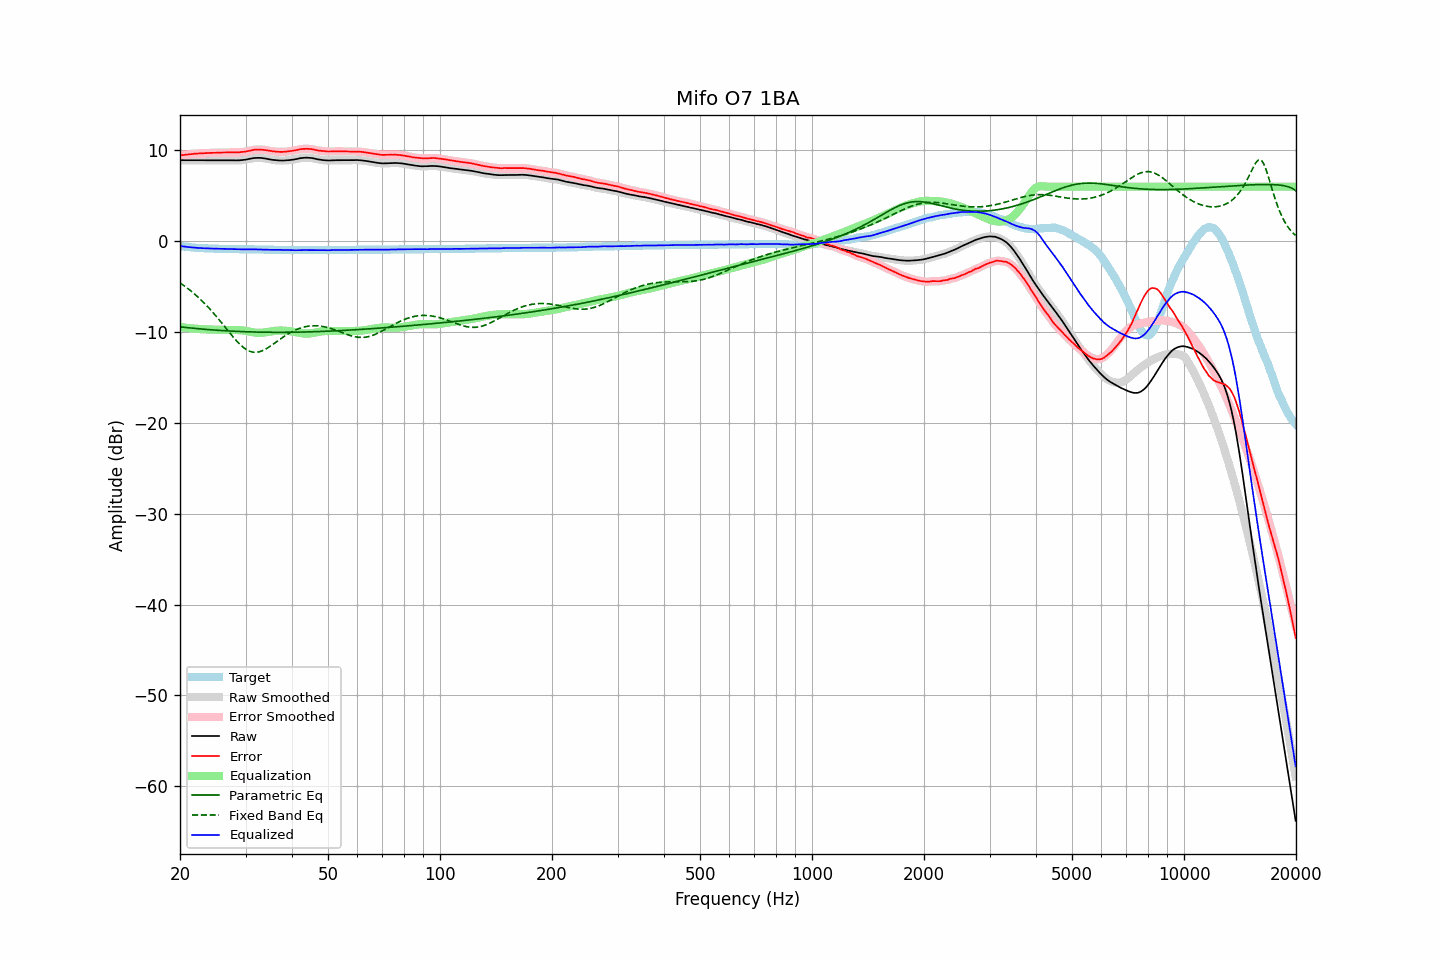 Mifo O7 1BA
10
0
−10
−20
−30
−40
−50
−60
Amplitude (dBr)
Target
Raw Smoothed
Error Smoothed
Raw
Error
Equalization
Parametric Eq
Fixed Band Eq
Equalized
20 50 100 200 500 1000 2000 5000 10000 20000
Frequency (Hz)